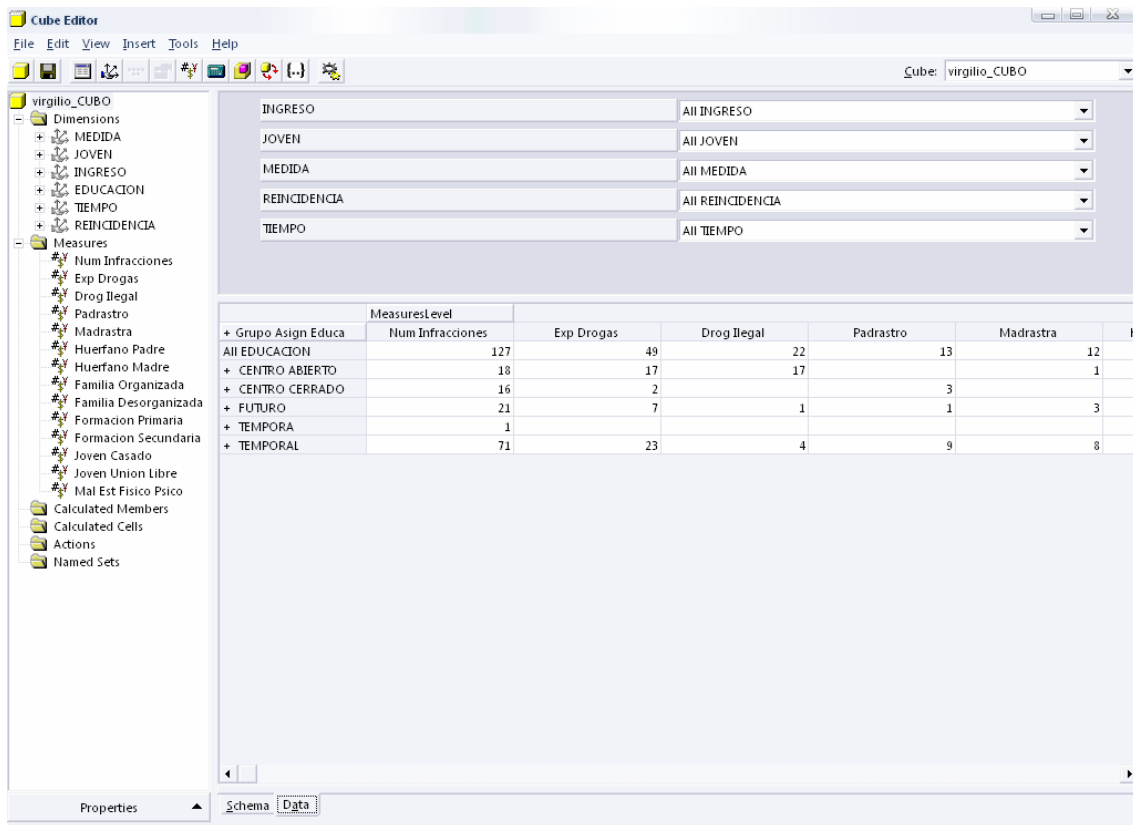 Cube Editor
File Edit View Insert Tools Help
Cube: virgilio_CUBO
virgilio_CUBO
Dimensions
MEDIDA
JOVEN
INGRESO
EDUCACION
TIEMPO
REINCIDENCIA
Measures
Num Infracciones
Exp Drogas
Drog Ilegal
Padrastro
Madrastra
Huerfano Padre
Huerfano Madre
Familia Organizada
Familia Desorganizada
Formacion Primaria
Formacion Secundaria
Joven Casado
Joven Union Libre
Mal Est Fisico Psico
Calculated Members
Calculated Cells
Actions
Named Sets
Properties
INGRESO All INGRESO
JOVEN All JOVEN
MEDIDA All MEDIDA
REINCIDENCIA All REINCIDENCIA
TIEMPO All TIEMPO
MeasuresLevel
+ Grupo Asign Educa Num Infracciones Exp Drogas Drog Ilegal Padrastro Madrastra
All EDUCACION 127 49 22 13 12
+ CENTRO ABIERTO 18 17 17 1
+ CENTRO CERRADO 16 2 3
+ FUTURO 21 7 1 1 3
+ TEMPORA 1
+ TEMPORAL 71 23 4 9 8
Schema Data